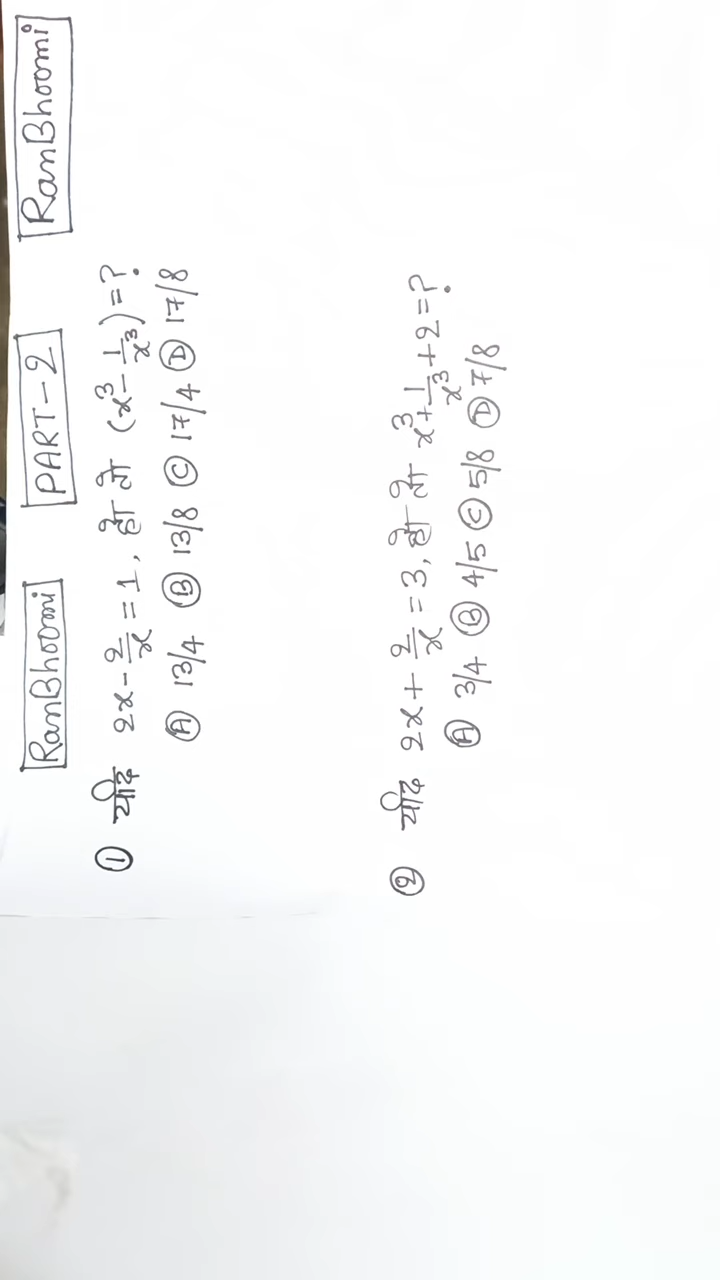 RanBhoomi PART-2 RanBhoomi
① यदि 2x - 2/x = 1, हो तो (x³ - 1/x³) = ?
Ⓐ 13/4 Ⓑ 13/8 Ⓒ 17/4 Ⓓ 17/8
② यदि 2x + 2/x = 3, हो तो x³ + 1/x³ + 2 = ?
Ⓐ 3/4 Ⓑ 4/5 Ⓒ 5/8 Ⓓ 7/8